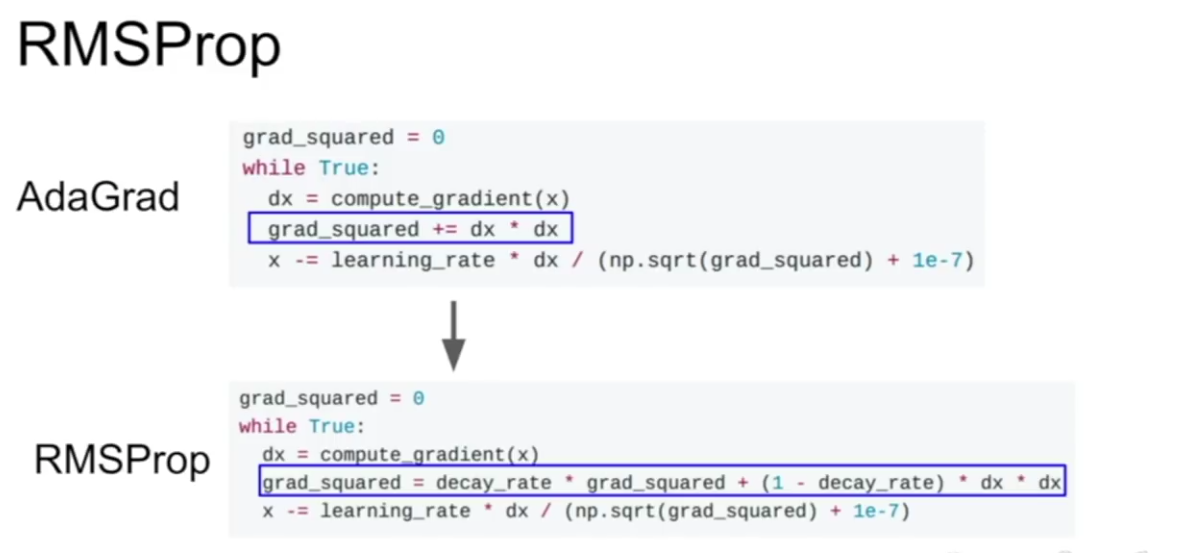 RMSProp
AdaGrad
grad_squared = 0
while True:
dx = compute_gradient(x)
grad_squared += dx * dx
x -= learning_rate * dx / (np.sqrt(grad_squared) + 1e-7)
RMSProp
grad_squared = 0
while True:
dx = compute_gradient(x)
grad_squared = decay_rate * grad_squared + (1 - decay_rate) * dx * dx
x -= learning_rate * dx / (np.sqrt(grad_squared) + 1e-7)